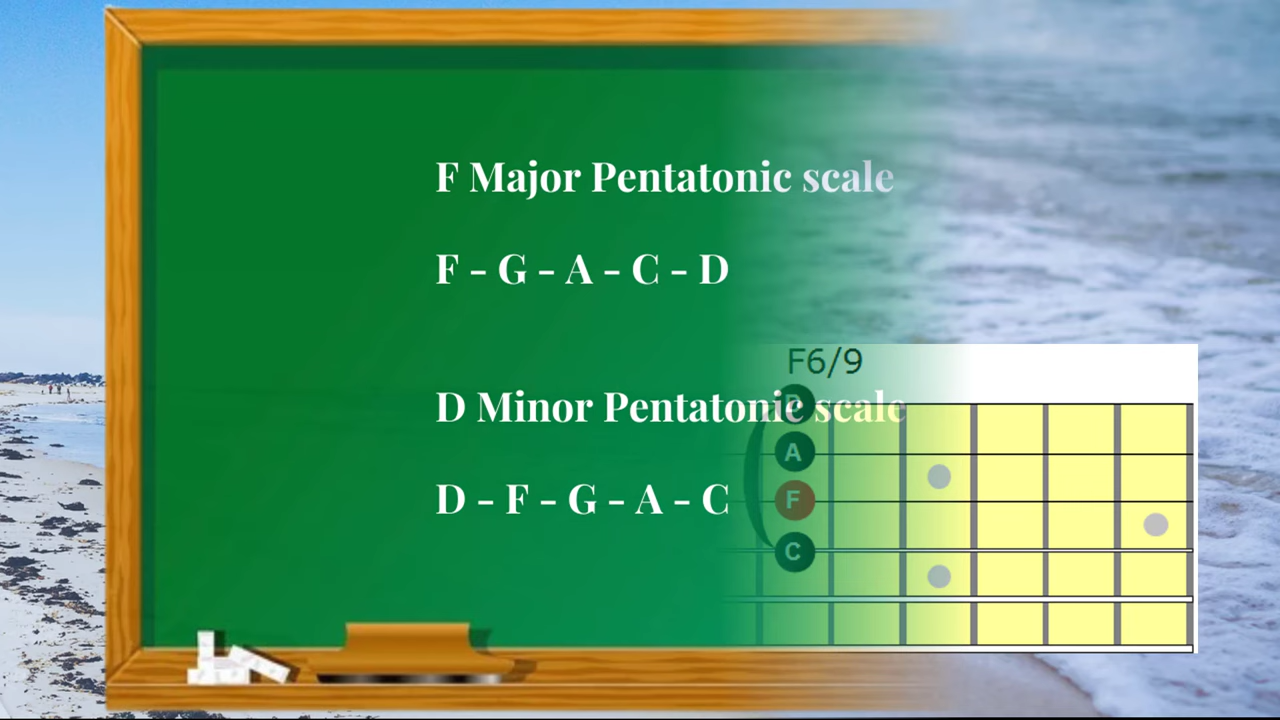 F Major Pentatonic scale
F - G - A - C - D
F6/9
D Minor Pentatonic scale
A
F
D - F - G - A - C
C